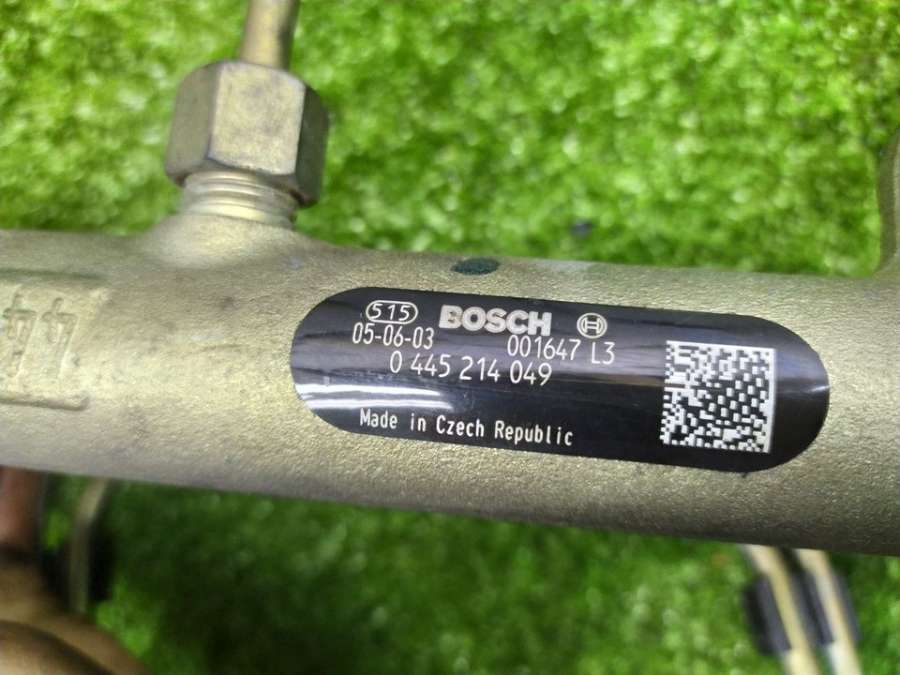 515 BOSCH
05-06-03 001647 L3
0 445 214 049
Made in Czech Republic